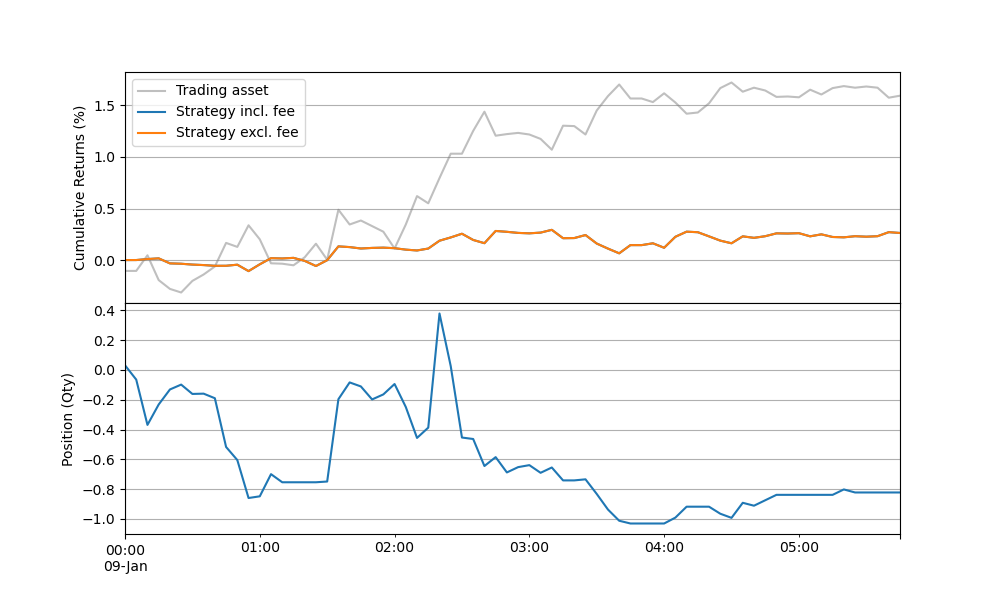 Trading asset
Strategy incl. fee
Strategy excl. fee
Cumulative Returns (%)
1.5
1.0
0.5
0.0
Position (Qty)
0.4
0.2
0.0
−0.2
−0.4
−0.6
−0.8
−1.0
00:00 01:00 02:00 03:00 04:00 05:00
09-Jan